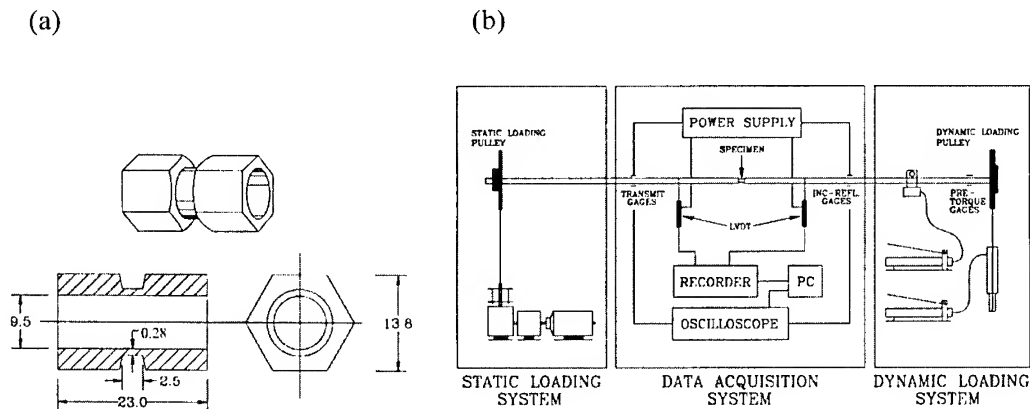 (a)
(b)
9.5
0.28
2.5
23.0
13.8
STATIC LOADING
PULLEY
POWER SUPPLY
SPECIMEN
TRANSMIT
GAGES
LVDT
INC-REFL
GAGES
RECORDER
PC
OSCILLOSCOPE
DYNAMIC LOADING
PULLEY
PRE-
TORQUE
GAGES
STATIC LOADING
SYSTEM
DATA ACQUISITION
SYSTEM
DYNAMIC LOADING
SYSTEM